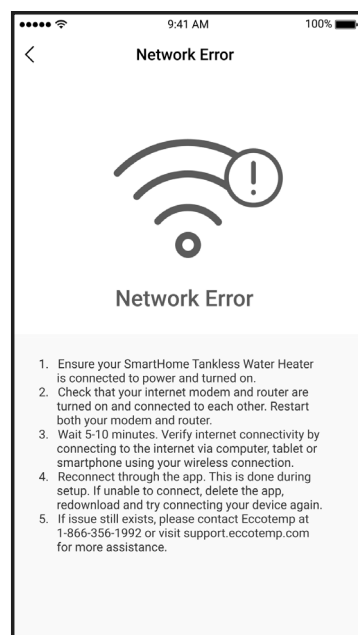 9:41 AM
100%
Network Error
Network Error
1. Ensure your SmartHome Tankless Water Heater
is connected to power and turned on.
2. Check that your internet modem and router are
turned on and connected to each other. Restart
both your modem and router.
3. Wait 5-10 minutes. Verify internet connectivity by
connecting to the internet via computer, tablet or
smartphone using your wireless connection.
4. Reconnect through the app. This is done during
setup. If unable to connect, delete the app,
redownload and try connecting your device again.
5. If issue still exists, please contact Eccotemp at
1-866-356-1992 or visit support.eccotemp.com
for more assistance.